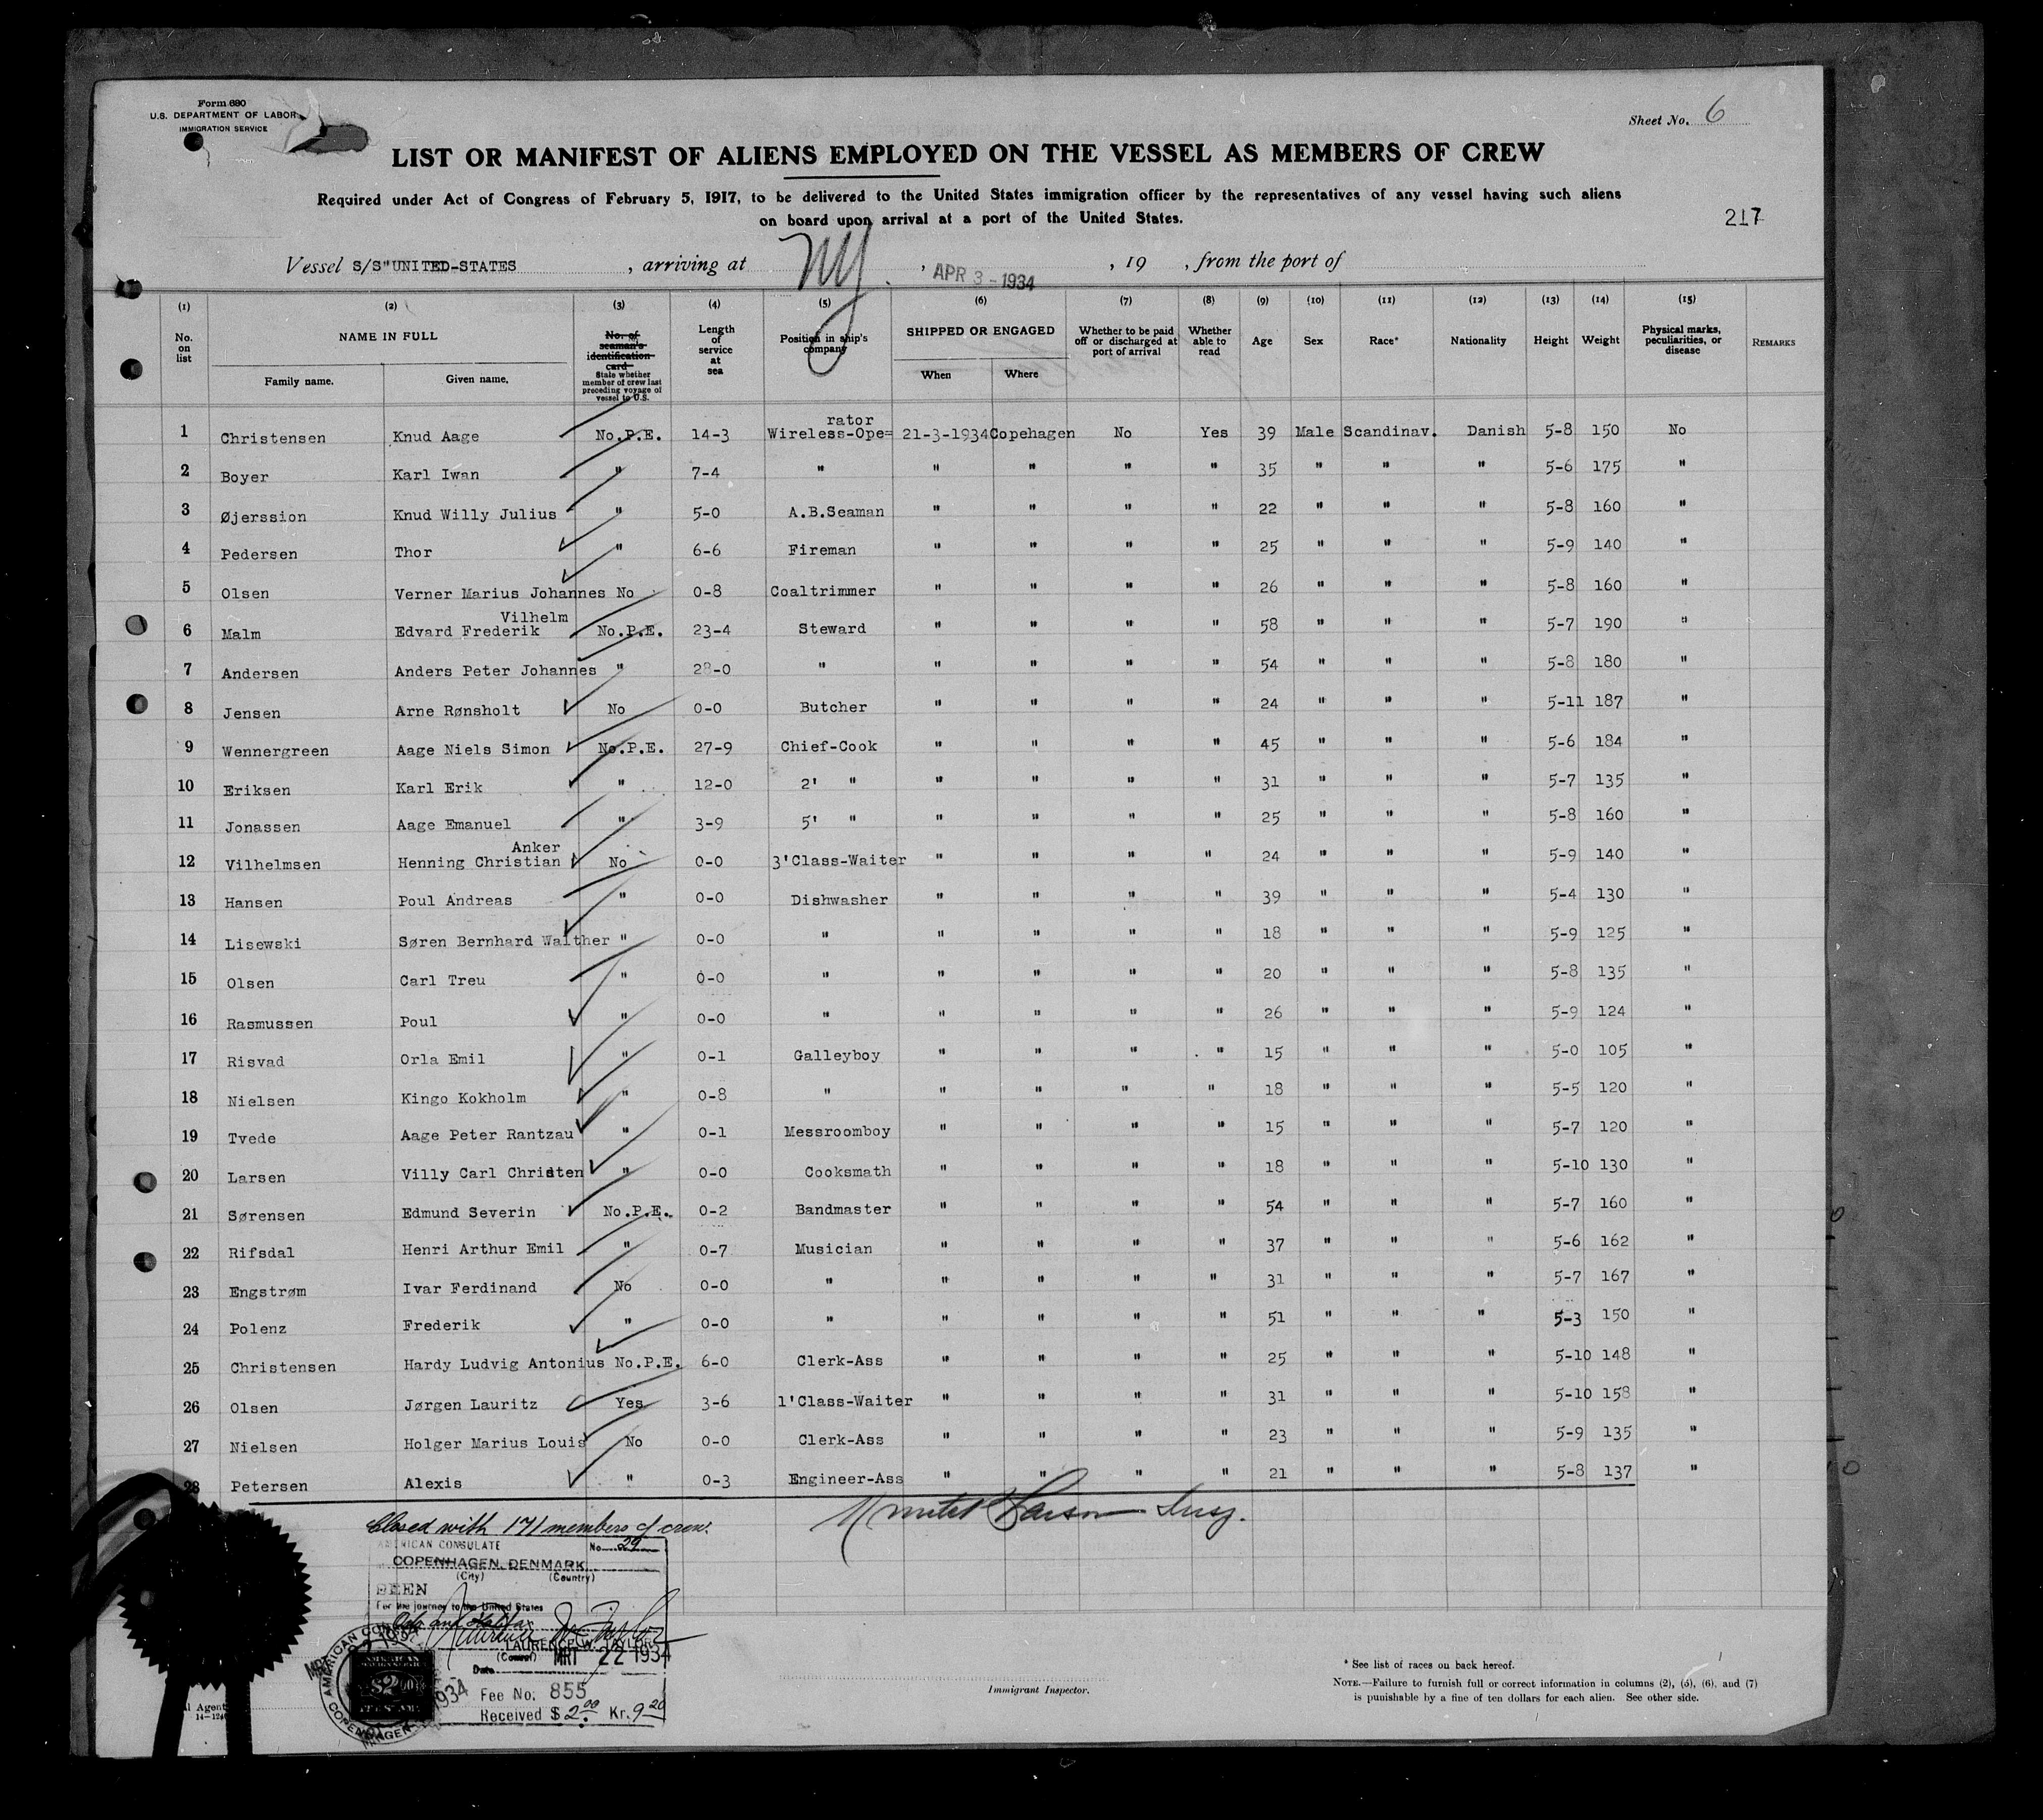 Form 680
U.S. DEPARTMENT OF LABOR
IMMIGRATION SERVICE
Sheet No. 6
LIST OR MANIFEST OF ALIENS EMPLOYED ON THE VESSEL AS MEMBERS OF CREW
Required under Act of Congress of February 5, 1917, to be delivered to the United States immigration officer by the representatives of any vessel having such aliens
on board upon arrival at a port of the United States.
217
Vessel S/S"UNITED-STATES , arriving at NY. , APR 3-1934 , 19 , from the port of
(1) (2) (3) (4) (5) (6) (7) (8) (9) (10) (11) (12) (13) (14) (15)
No. on list NAME IN FULL Family name. Given name. No. of seaman's identification card State whether member of crew last preceding voyage of vessel to U.S. Length of service at sea Position in ship's company SHIPPED OR ENGAGED When Where Whether to be paid off or discharged at port of arrival Whether able to read Age Sex Race* Nationality Height Weight Physical marks, peculiarities, or disease REMARKS
1 Christensen Knud Aage No.P.E. 14-3 Wireless-Ope= rator 21-3-1934 Copehagen No Yes 39 Male Scandinav. Danish 5-8 150 No
2 Boyer Karl Iwan " 7-4 " " " " " 35 " " " 5-6 175 "
3 Øjerssion Knud Willy Julius " 5-0 A.B.Seaman " " " " 22 " " " 5-8 160 "
4 Pedersen Thor " 6-6 Fireman " " " " 25 " " " 5-9 140 "
5 Olsen Verner Marius Johannes No 0-8 Coaltrimmer " " " " 26 " " " 5-8 160 "
6 Malm Edvard Frederik Vilhelm No.P.E. 23-4 Steward " " " " 58 " " " 5-7 190 "
7 Andersen Anders Peter Johannes " 28-0 " " " " " 54 " " " 5-8 180 "
8 Jensen Arne Rønsholt No 0-0 Butcher " " " " 24 " " " 5-11 187 "
9 Wennergreen Aage Niels Simon No.P.E. 27-9 Chief-Cook " " " " 45 " " " 5-6 184 "
10 Eriksen Karl Erik " 12-0 2' " " " " " 31 " " " 5-7 135 "
11 Jonassen Aage Emanuel " 3-9 5' " " " " " 25 " " " 5-8 160 "
12 Vilhelmsen Henning Christian Anker No 0-0 3'Class-Waiter " " " " 24 " " " 5-9 140 "
13 Hansen Poul Andreas " 0-0 Dishwasher " " " " 39 " " " 5-4 130 "
14 Lisewski Søren Bernhard Walther " 0-0 " " " " " 18 " " " 5-9 125 "
15 Olsen Carl Treu " 0-0 " " " " " 20 " " " 5-8 135 "
16 Rasmussen Poul " 0-0 " " " " " 26 " " " 5-9 124 "
17 Risvad Orla Emil " 0-1 Galleyboy " " " " 15 " " " 5-0 105 "
18 Nielsen Kingo Kokholm " 0-8 " " " " " 18 " " " 5-5 120 "
19 Tvede Aage Peter Rantzau " 0-1 Messroomboy " " " " 15 " " " 5-7 120 "
20 Larsen Villy Carl Christen " 0-0 Cooksmath " " " " 18 " " " 5-10 130 "
21 Sørensen Edmund Severin No.P.E. 0-2 Bandmaster " " " " 54 " " " 5-7 160 "
22 Rifsdal Henri Arthur Emil " 0-7 Musician " " " " 37 " " " 5-6 162 "
23 Engstrøm Ivar Ferdinand No 0-0 " " " " " 31 " " " 5-7 167 "
24 Polenz Frederik " 0-0 " " " " " 51 " " " 5-3 150 "
25 Christensen Hardy Ludvig Antonius No.P.E. 6-0 Clerk-Ass " " " " 25 " " " 5-10 148 "
26 Olsen Jørgen Lauritz Yes 3-6 1'Class-Waiter " " " " 31 " " " 5-10 158 "
27 Nielsen Holger Marius Louis No 0-0 Clerk-Ass " " " " 23 " " " 5-9 135 "
28 Petersen Alexis " 0-3 Engineer-Ass " " " " 21 " " " 5-8 137 "
Closed with 171 members of crew.
AMERICAN CONSULATE No. 29
COPENHAGEN, DENMARK
(City) (Country)
SEEN
For the journey to the United States
LAURENCE W. TAYLOR
(Consul)
Date MRT 22 1934
Fee No. 855
Received $ 2.00 Kr. 9.20
Immigrant Inspector.
* See list of races on back hereof.
NOTE.—Failure to furnish full or correct information in columns (2), (5), (6), and (7)
is punishable by a fine of ten dollars for each alien. See other side.